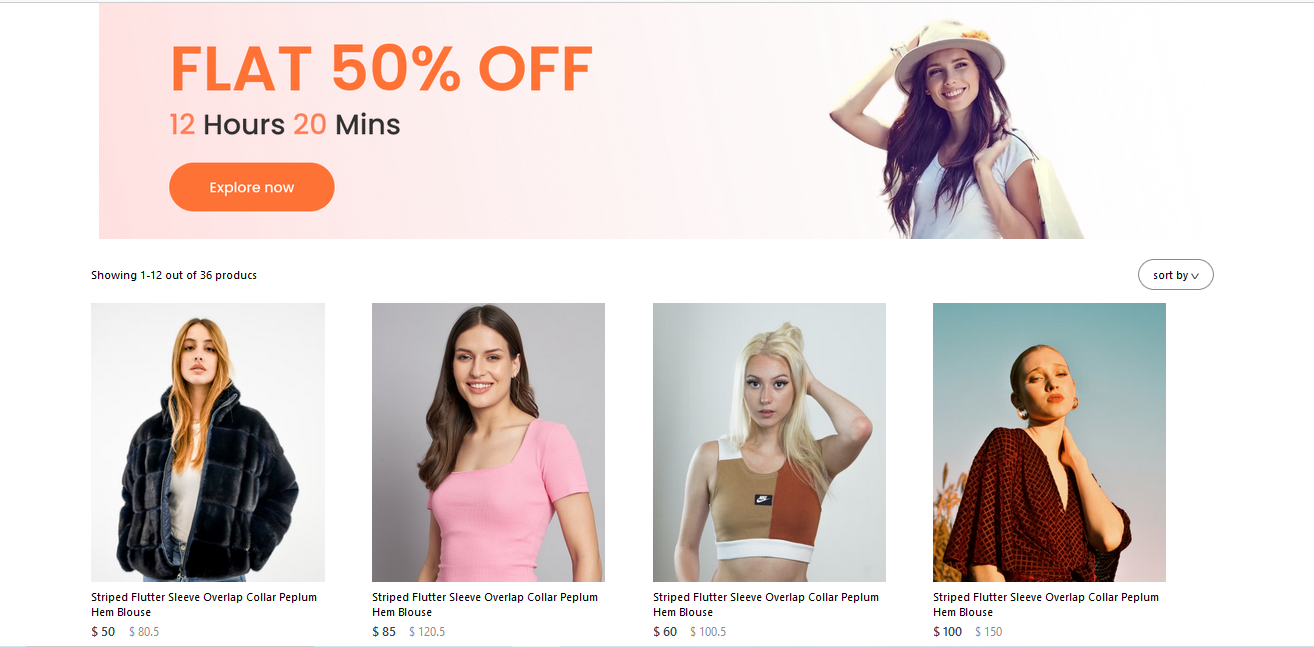 FLAT 50% OFF
12 Hours 20 Mins
Explore now
Showing 1-12 out of 36 producs
sort by
Striped Flutter Sleeve Overlap Collar Peplum
Hem Blouse
$ 50 $ 80.5
Striped Flutter Sleeve Overlap Collar Peplum
Hem Blouse
$ 85 $ 120.5
Striped Flutter Sleeve Overlap Collar Peplum
Hem Blouse
$ 60 $ 100.5
Striped Flutter Sleeve Overlap Collar Peplum
Hem Blouse
$ 100 $ 150